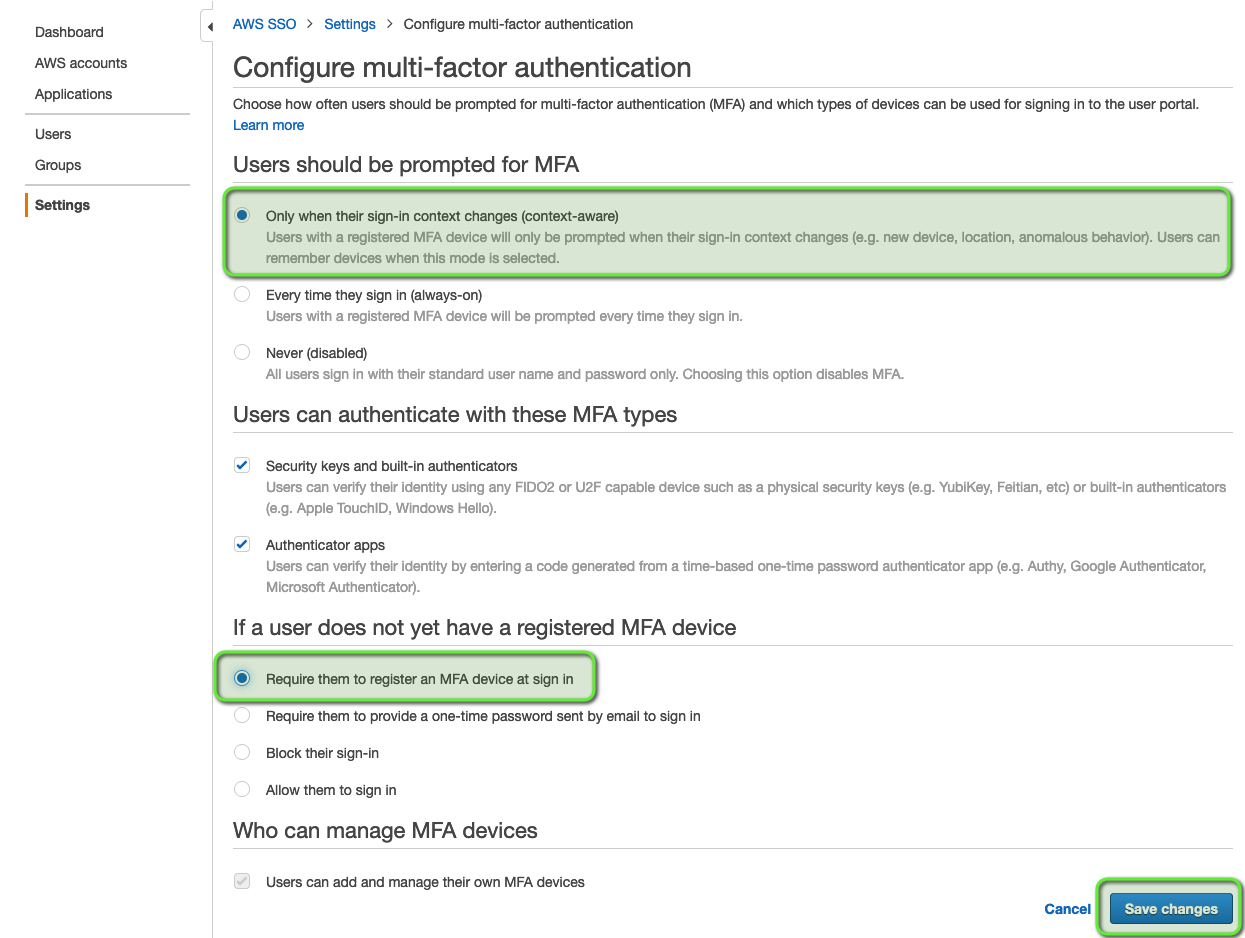 Dashboard
AWS accounts
Applications
Users
Groups
Settings
AWS SSO > Settings > Configure multi-factor authentication
Configure multi-factor authentication
Choose how often users should be prompted for multi-factor authentication (MFA) and which types of devices can be used for signing in to the user portal.
Learn more
Users should be prompted for MFA
Only when their sign-in context changes (context-aware)
Users with a registered MFA device will only be prompted when their sign-in context changes (e.g. new device, location, anomalous behavior). Users can
remember devices when this mode is selected.
Every time they sign in (always-on)
Users with a registered MFA device will be prompted every time they sign in.
Never (disabled)
All users sign in with their standard user name and password only. Choosing this option disables MFA.
Users can authenticate with these MFA types
Security keys and built-in authenticators
Users can verify their identity using any FIDO2 or U2F capable device such as a physical security keys (e.g. YubiKey, Feitian, etc) or built-in authenticators
(e.g. Apple TouchID, Windows Hello).
Authenticator apps
Users can verify their identity by entering a code generated from a time-based one-time password authenticator app (e.g. Authy, Google Authenticator,
Microsoft Authenticator).
If a user does not yet have a registered MFA device
Require them to register an MFA device at sign in
Require them to provide a one-time password sent by email to sign in
Block their sign-in
Allow them to sign in
Who can manage MFA devices
Users can add and manage their own MFA devices
Cancel
Save changes